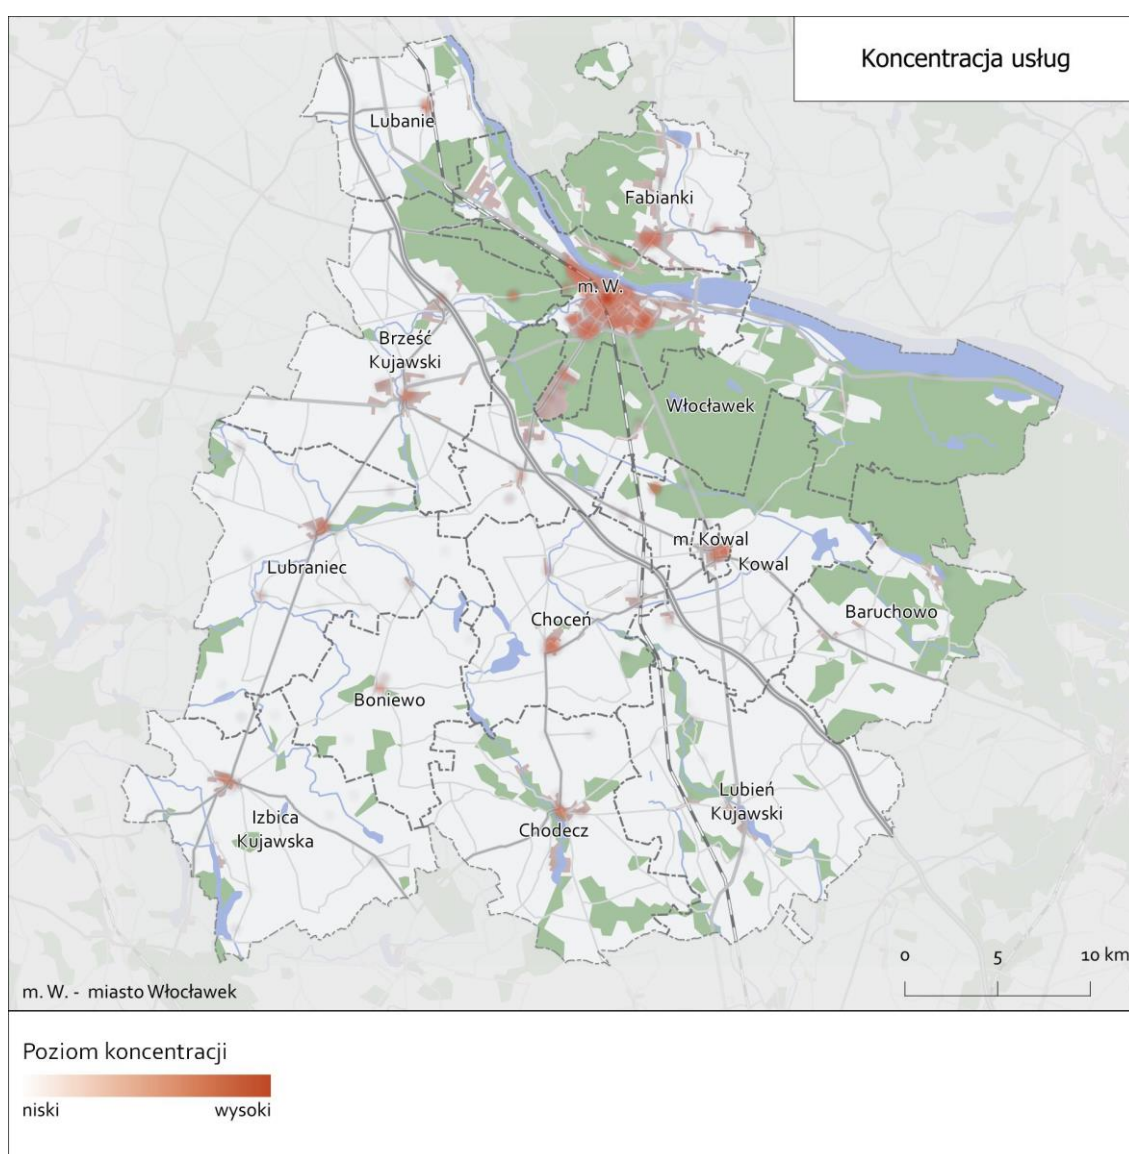 Koncentracja usług
Lubanie
Fabianki
m. W.
Brześć
Kujawski
Włocławek
m. Kowal
Kowal
Lubraniec
Choceń
Baruchowo
Boniewo
Lubień
Kujawski
Izbica
Kujawska
Chodecz
0 5 10 km
m. W. - miasto Włocławek
Poziom koncentracji
niski wysoki